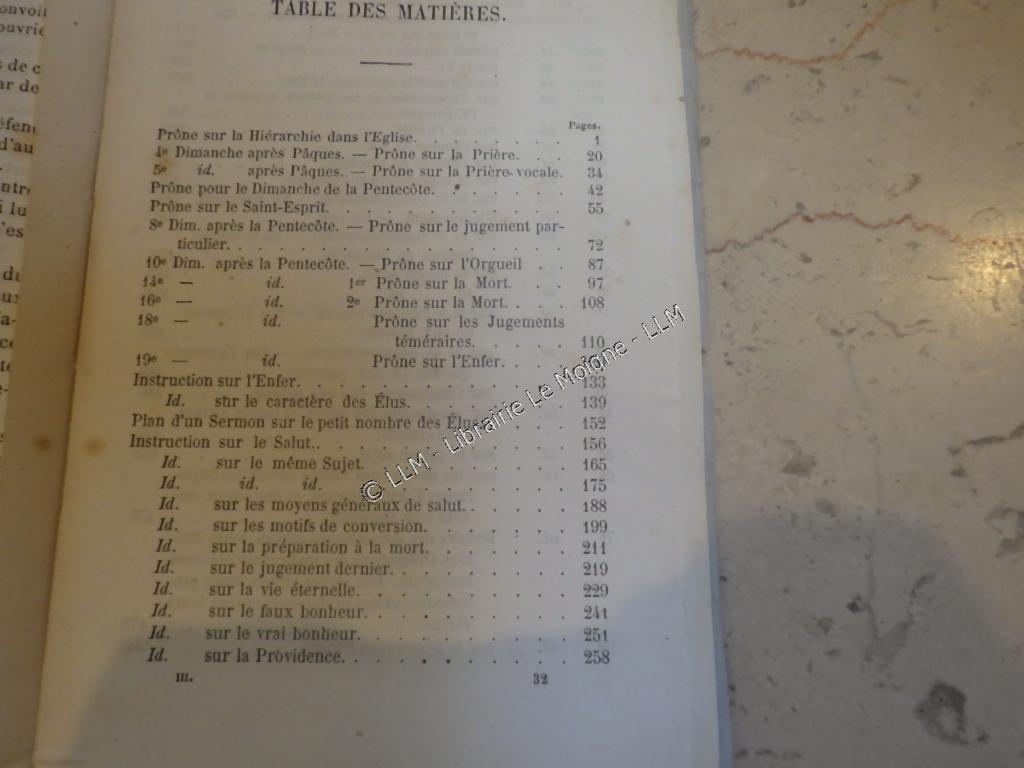 onvoit
ouvrie
s de c
ar de
d'au
i lu
TABLE DES MATIÈRES.
Pages.
Prône sur la Hiérarchie dans l'Eglise. . . . . . . 1
4e Dimanche après Pâques. — Prône sur la Prière. . . 20
5e id. après Pâques. — Prône sur la Prière vocale. 34
Prône pour le Dimanche de la Pentecôte. . . . . . . 42
Prône sur le Saint-Esprit. . . . . . . . . . . 55
8e Dim. après la Pentecôte. — Prône sur le jugement par-
ticulier. . . . . . . . . . . . . . . 72
10e Dim. après la Pentecôte. — Prône sur l'Orgueil . . 87
14e — id. 1er Prône sur la Mort. . . 97
16e — id. 2e Prône sur la Mort. . . 108
18e — id. Prône sur les Jugements
téméraires. . . . . 110
19e — id. Prône sur l'Enfer. . . .
Instruction sur l'Enfer. . . . . . . . . . . . 133
Id. sur le caractère des Élus. . . . . . . 139
Plan d'un Sermon sur le petit nombre des Élus. . . . 152
Instruction sur le Salut. . . . . . . . . . . 156
Id. sur le même Sujet. . . . . . . . . 165
Id. id. id. . . . . . . . . . . 175
Id. sur les moyens généraux de salut. . . . . 188
Id. sur les motifs de conversion. . . . . . 199
Id. sur la préparation à la mort. . . . . . 211
Id. sur le jugement dernier. . . . . . . . 219
Id. sur la vie éternelle. . . . . . . . . 229
Id. sur le faux bonheur. . . . . . . . . 241
Id. sur le vrai bonheur. . . . . . . . . 251
Id. sur la Providence. . . . . . . . . . 258
III. 32
© LLM - Librairie Le Moigne - LLM